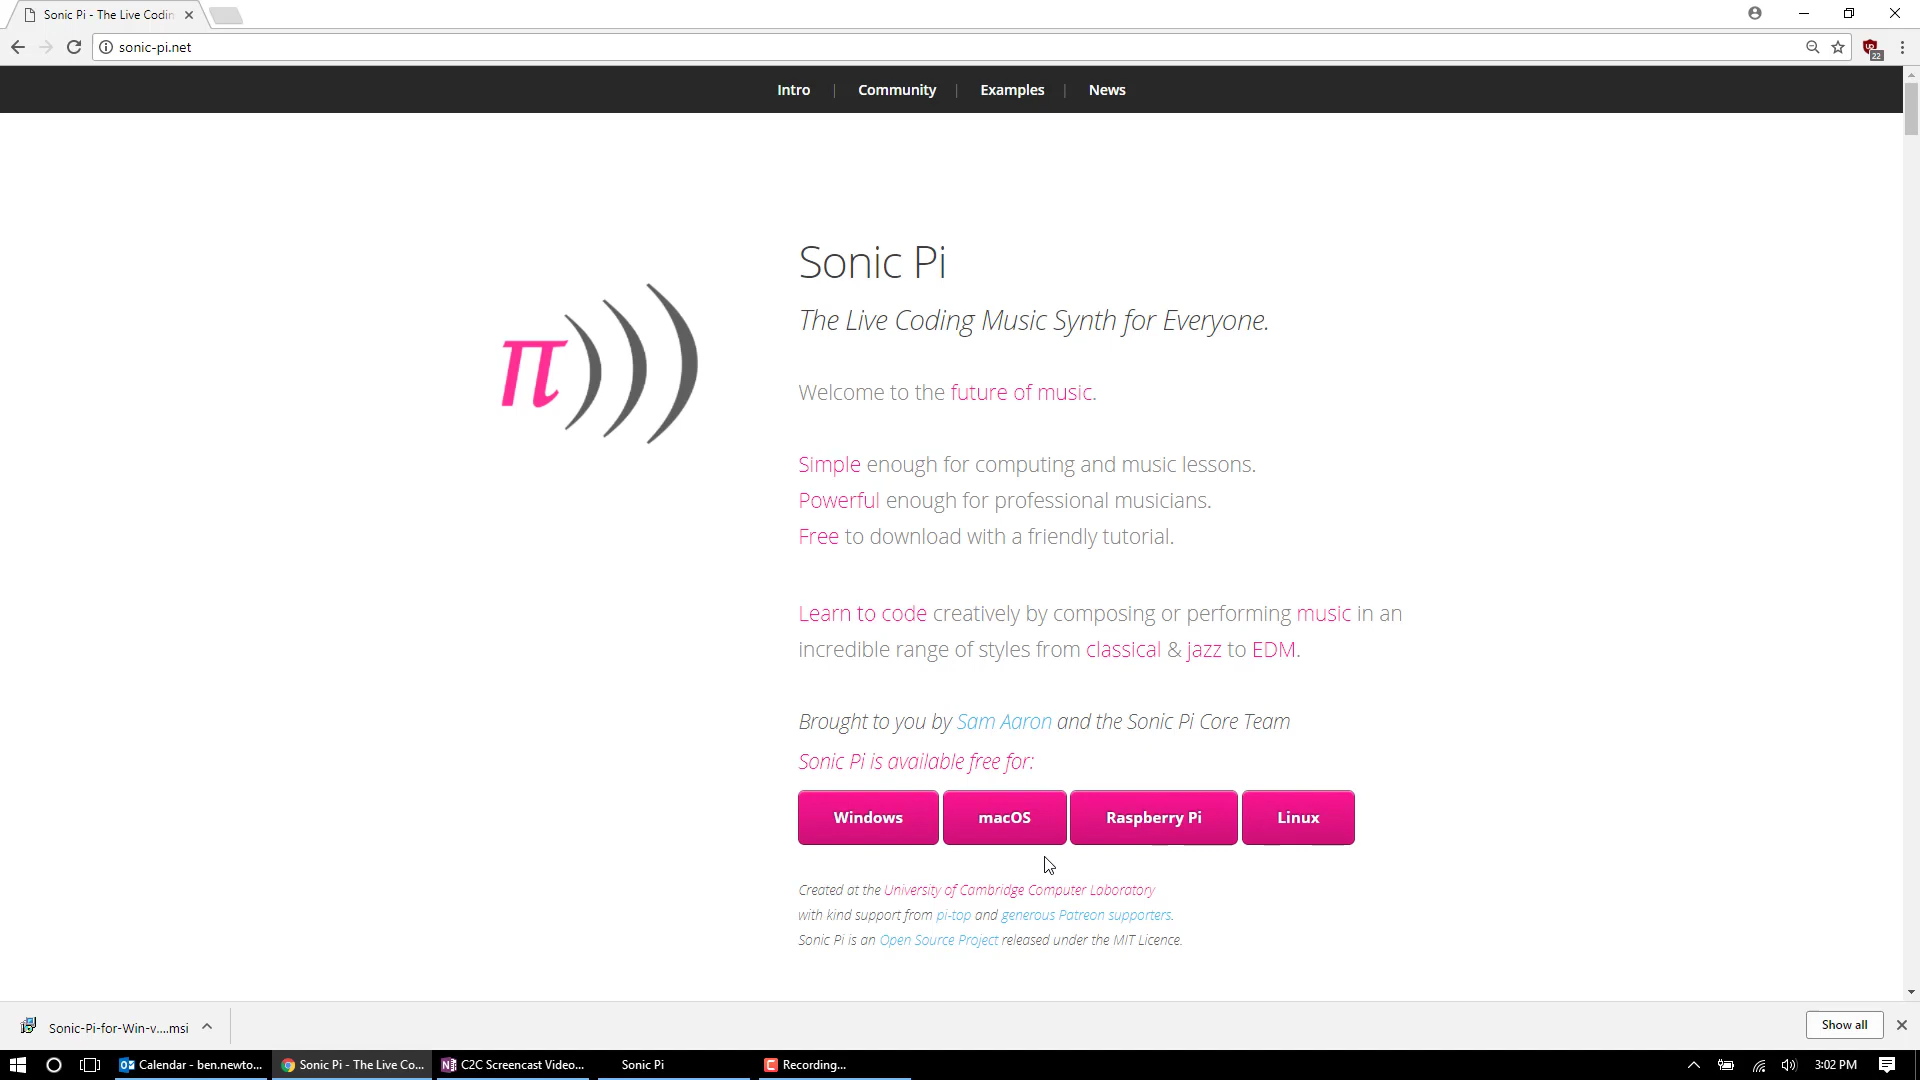 Sonic Pi - The Live Codin
sonic-pi.net
22
Intro | Community | Examples | News
π
Sonic Pi
The Live Coding Music Synth for Everyone.
Welcome to the future of music.
Simple enough for computing and music lessons.
Powerful enough for professional musicians.
Free to download with a friendly tutorial.
Learn to code creatively by composing or performing music in an
incredible range of styles from classical & jazz to EDM.
Brought to you by Sam Aaron and the Sonic Pi Core Team
Sonic Pi is available free for:
Windows macOS Raspberry Pi Linux
Created at the University of Cambridge Computer Laboratory
with kind support from pi-top and generous Patreon supporters.
Sonic Pi is an Open Source Project released under the MIT Licence.
Sonic-Pi-for-Win-v....msi Show all
Calendar - ben.newto... Sonic Pi - The Live Co... C2C Screencast Video... Sonic Pi Recording... 3:02 PM